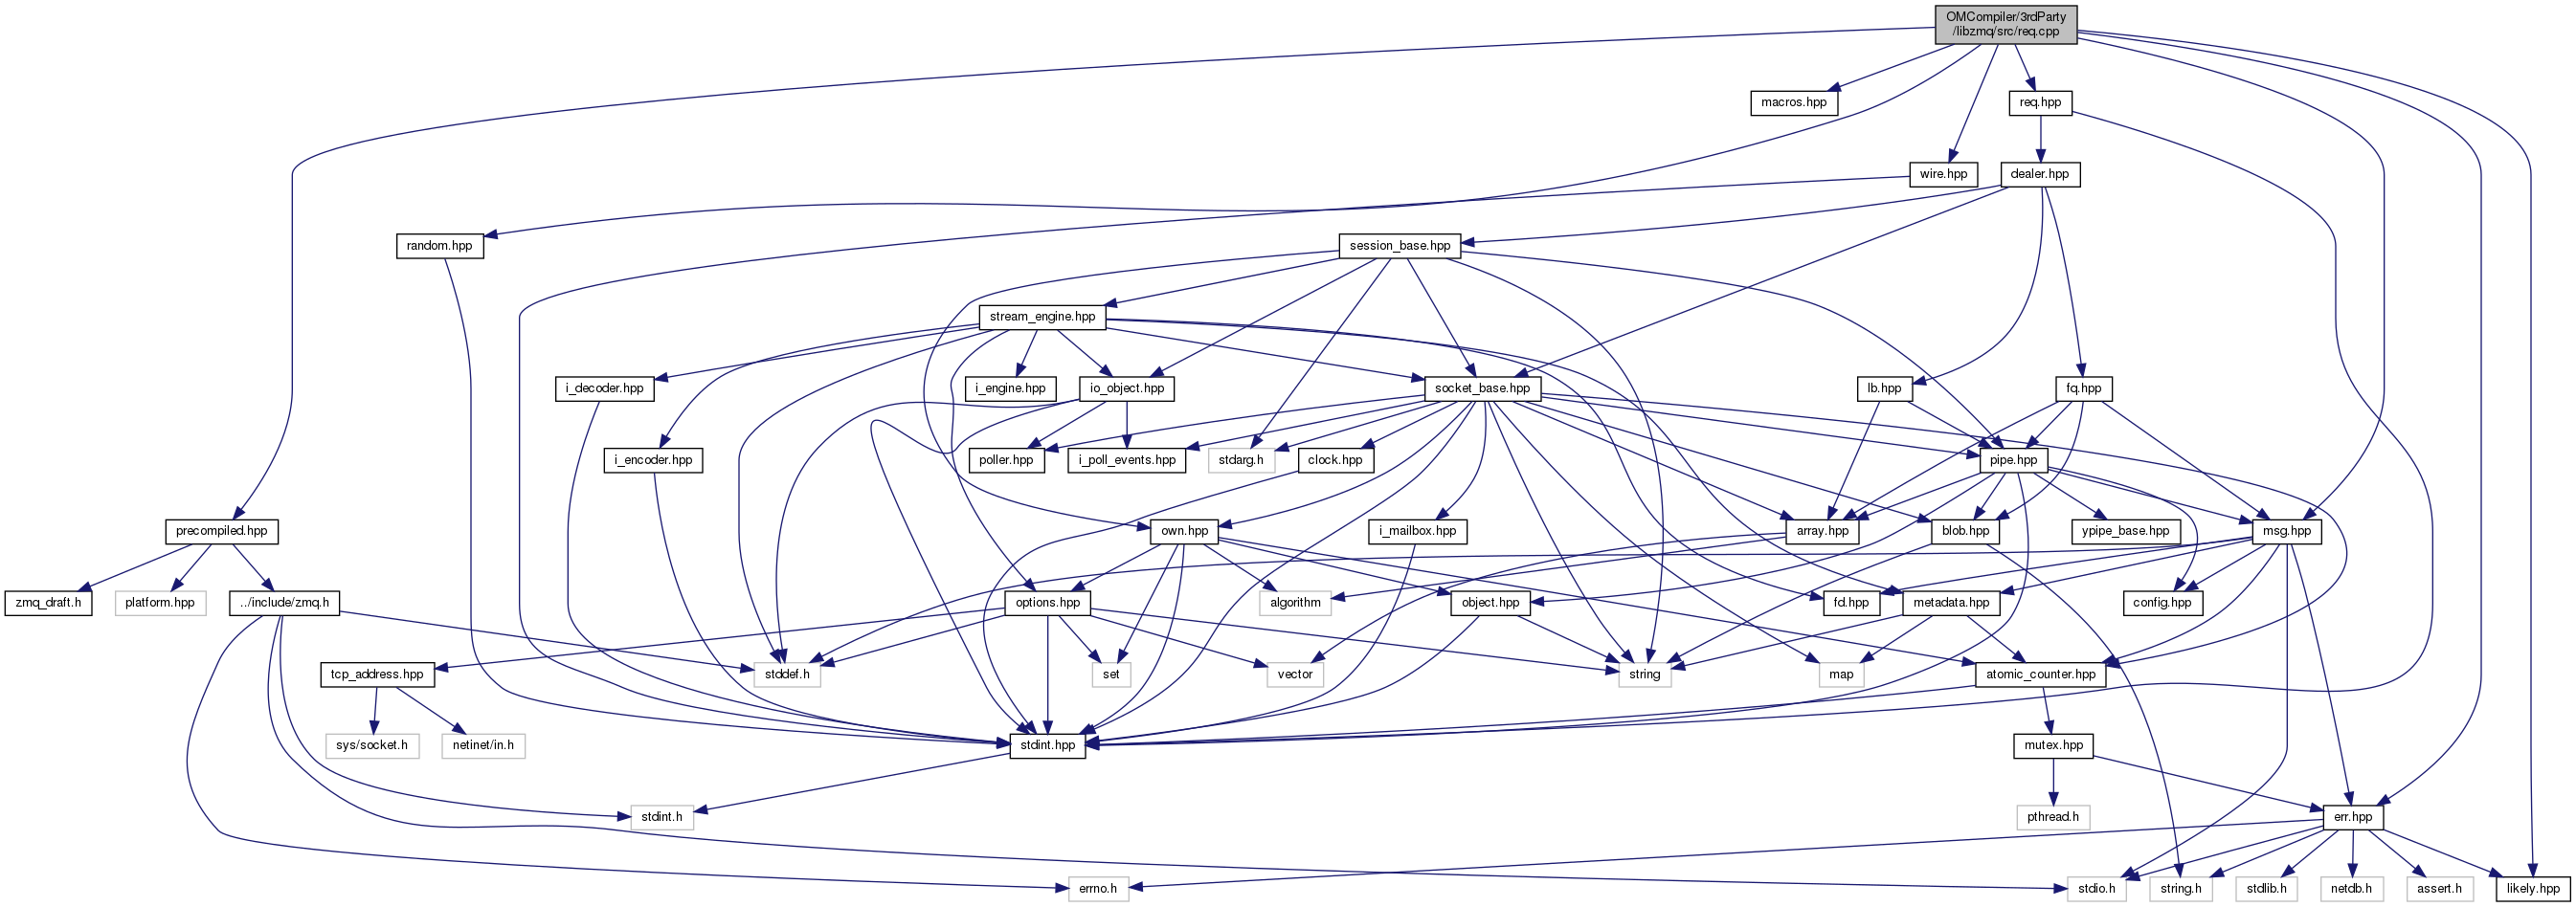 OMCompiler/3rdParty
/libzmq/src/req.cpp
macros.hpp
req.hpp
wire.hpp
dealer.hpp
random.hpp
session_base.hpp
stream_engine.hpp
i_decoder.hpp
i_engine.hpp
io_object.hpp
socket_base.hpp
lb.hpp
fq.hpp
i_encoder.hpp
poller.hpp
i_poll_events.hpp
stdarg.h
clock.hpp
pipe.hpp
precompiled.hpp
own.hpp
i_mailbox.hpp
array.hpp
blob.hpp
ypipe_base.hpp
msg.hpp
zmq_draft.h
platform.hpp
../include/zmq.h
options.hpp
algorithm
object.hpp
fd.hpp
metadata.hpp
config.hpp
tcp_address.hpp
stddef.h
set
vector
string
map
atomic_counter.hpp
sys/socket.h
netinet/in.h
stdint.hpp
mutex.hpp
stdint.h
pthread.h
err.hpp
errno.h
stdio.h
string.h
stdlib.h
netdb.h
assert.h
likely.hpp